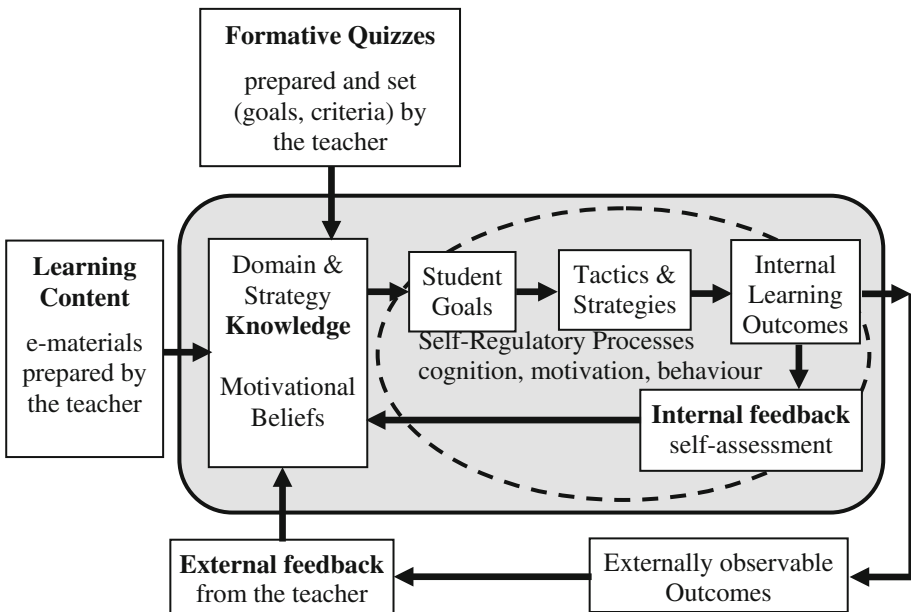 Formative Quizzes
prepared and set
(goals, criteria) by
the teacher
Learning
Content
e-materials
prepared by
the teacher
Domain &
Strategy
Knowledge
Motivational
Beliefs
Student
Goals
Tactics &
Strategies
Internal
Learning
Outcomes
Self-Regulatory Processes
cognition, motivation, behaviour
Internal feedback
self-assessment
External feedback
from the teacher
Externally observable
Outcomes